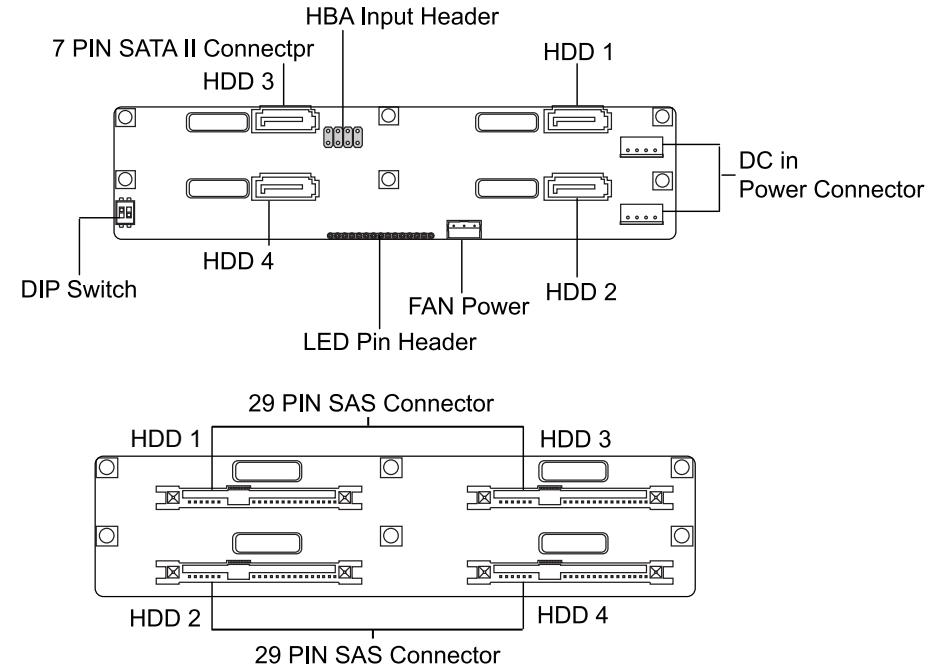 HBA Input Header
7 PIN SATA II Connectpr
HDD 3
HDD 1
DC in
Power Connector
HDD 4
DIP Switch
HDD 2
FAN Power
LED Pin Header
29 PIN SAS Connector
HDD 1
HDD 3
HDD 2
HDD 4
29 PIN SAS Connector